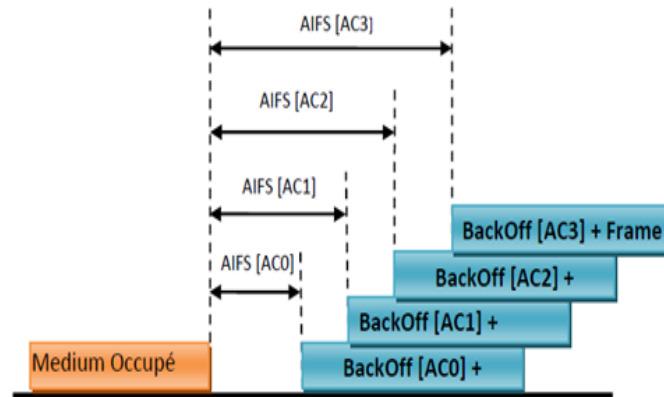 AIFS [AC3]
AIFS [AC2]
AIFS [AC1]
AIFS [AC0]
BackOff [AC3] + Frame
BackOff [AC2] +
BackOff [AC1] +
Medium Occupé
BackOff [AC0] +